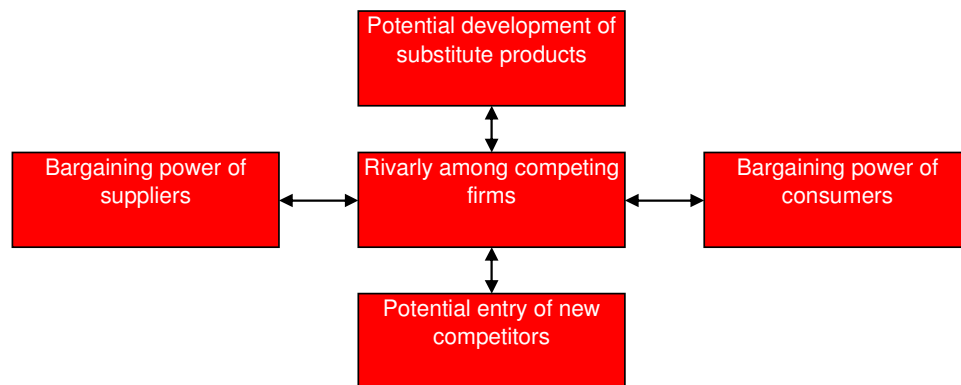 Potential development of
substitute products
Bargaining power of
suppliers
Rivarly among competing
firms
Bargaining power of
consumers
Potential entry of new
competitors